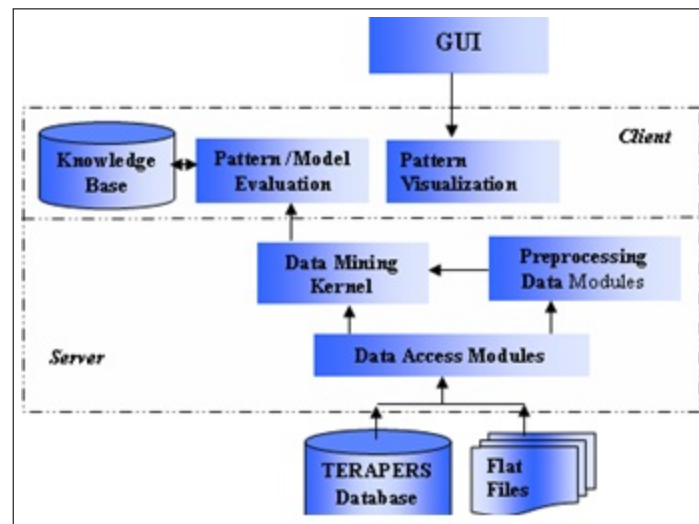 GUI
Client
Knowledge
Base
Pattern /Model
Evaluation
Pattern
Visualization
Data Mining
Kernel
Preprocessing
Data Modules
Server
Data Access Modules
TERAPERS
Database
Flat
Files